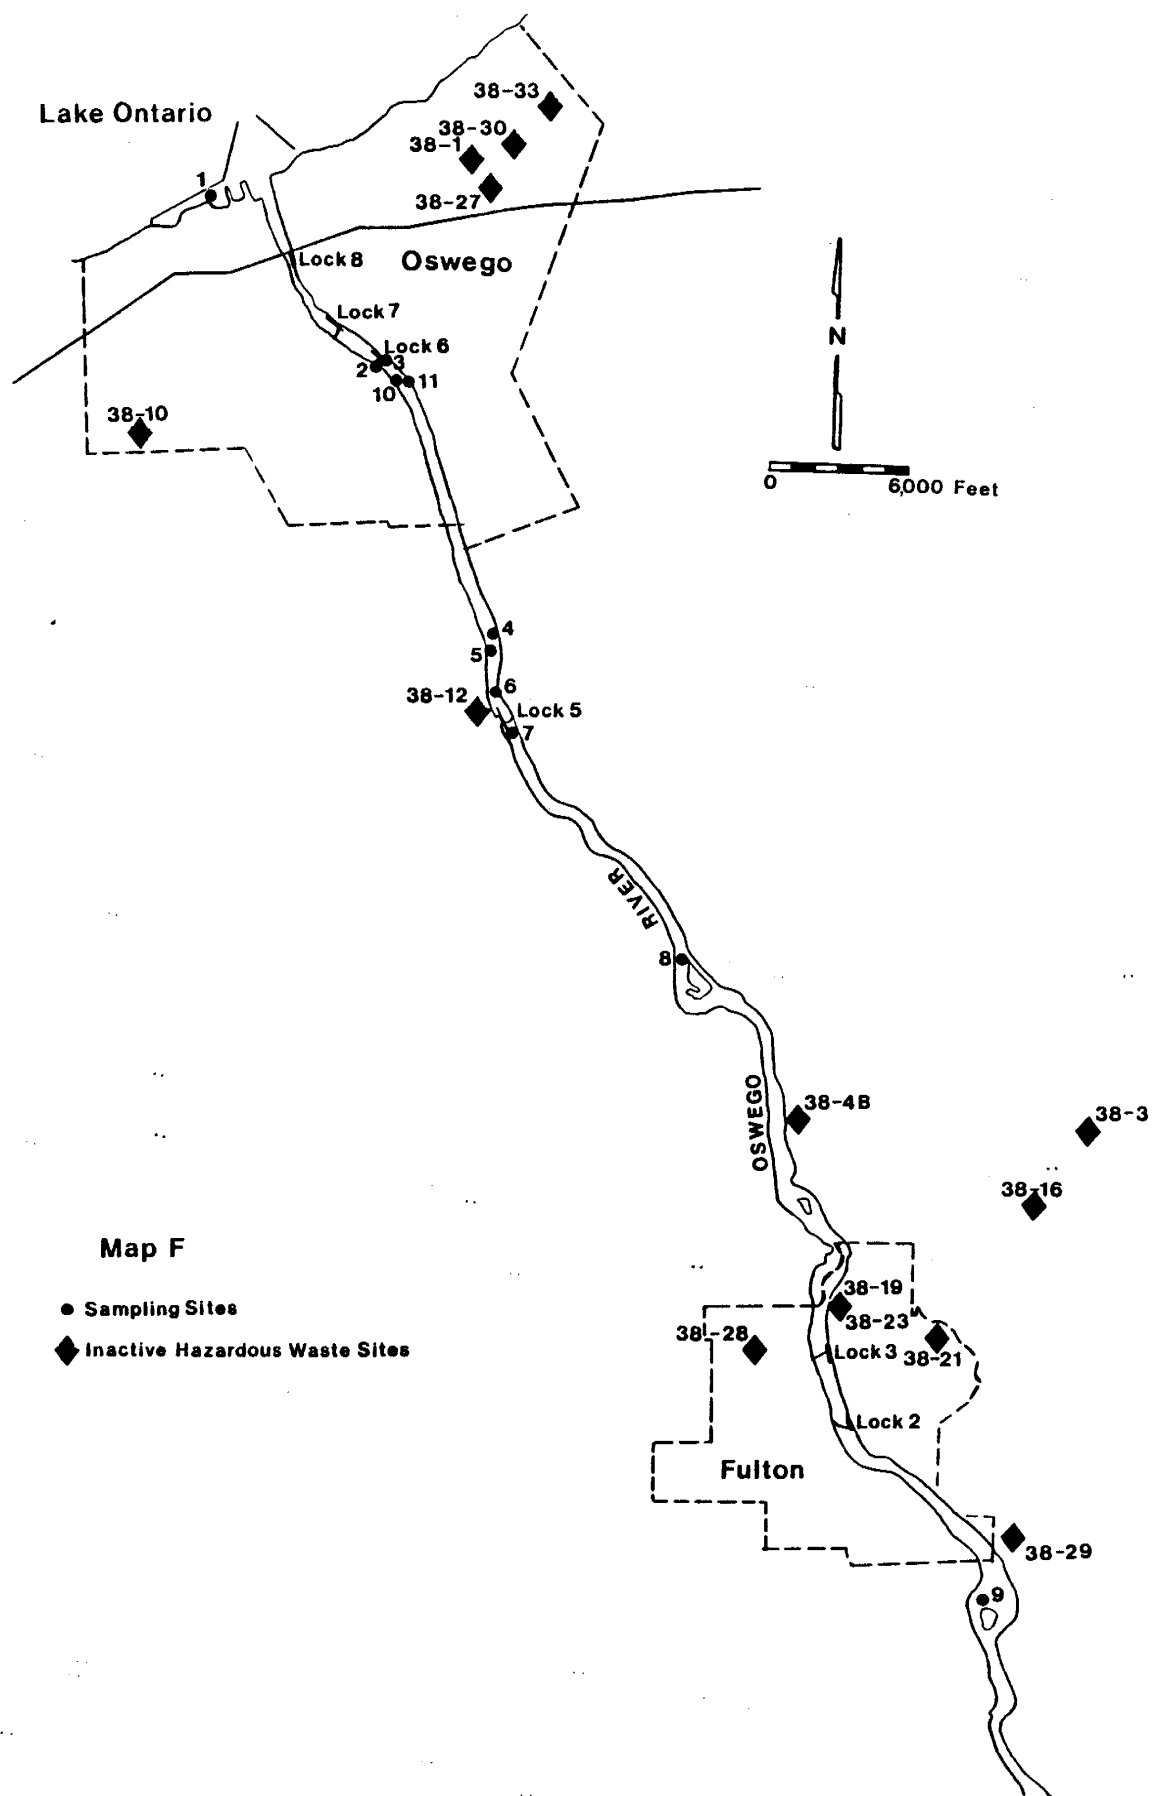 38-33
Lake Ontario
38-30
38-1
1
38-27
Lock 8
Oswego
Lock 7
N
Lock 6
2
3
10
11
38-10
0
6,000 Feet
4
5
6
38-12
Lock 5
7
RIVER
8
OSWEGO
38-4B
38-3
38-16
Map F
38-19
Sampling Sites
38-23
38-28
Inactive Hazardous Waste Sites
Lock 3
38-21
Lock 2
Fulton
38-29
9